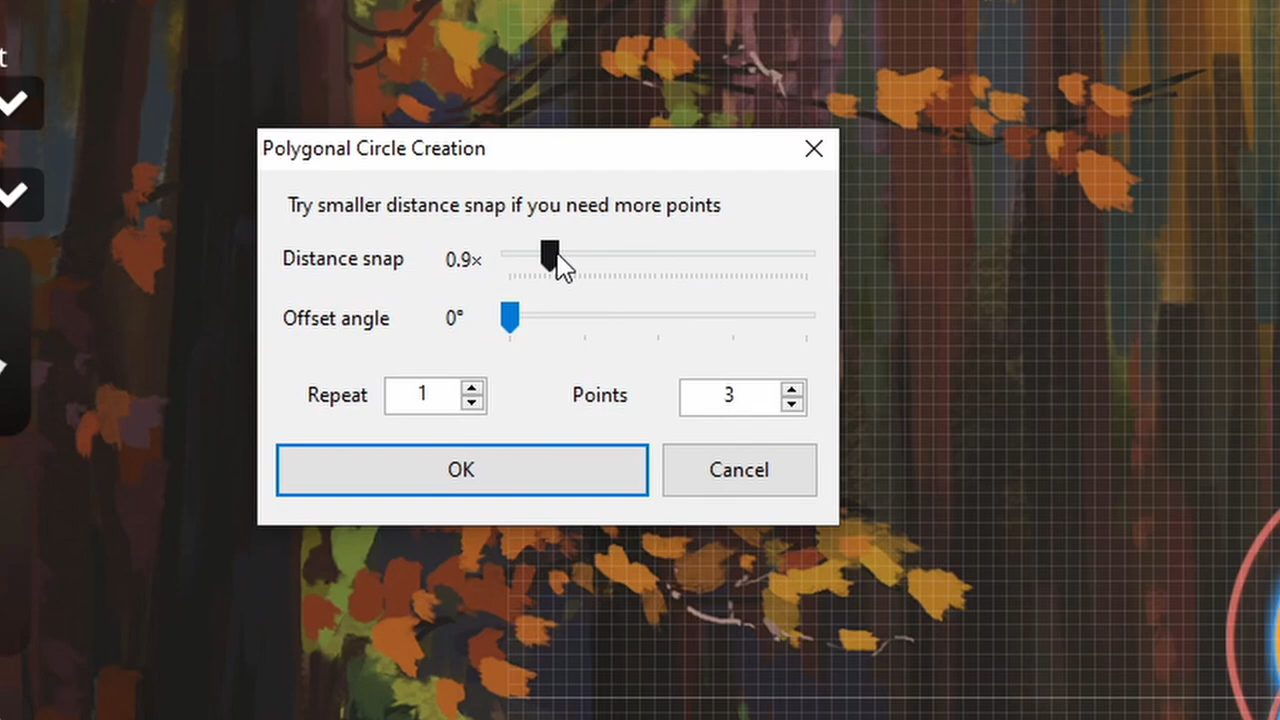 t
Polygonal Circle Creation
Try smaller distance snap if you need more points
Distance snap 0.9×
Offset angle 0°
Repeat 1 Points 3
OK Cancel